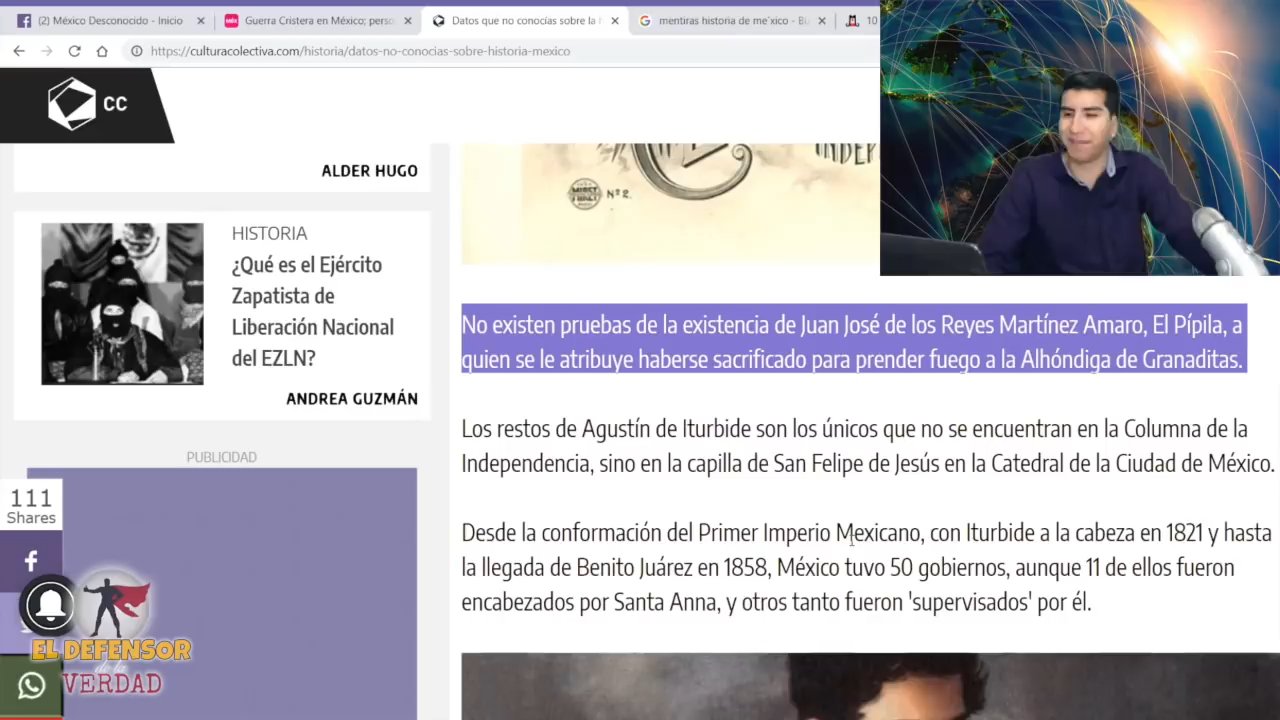 (2) México Desconocido - Inicio
Guerra Cristera en México; perso
Datos que no conocías sobre la
mentiras historia de me´xico - Bu
10
https://culturacolectiva.com/historia/datos-no-conocias-sobre-historia-mexico
CC
ALDER HUGO
HISTORIA
¿Qué es el Ejército
Zapatista de
Liberación Nacional
del EZLN?
ANDREA GUZMÁN
PUBLICIDAD
111
Shares
EL DEFENSOR
de la
VERDAD
INDEP
Nº 2.
No existen pruebas de la existencia de Juan José de los Reyes Martínez Amaro, El Pípila, a
quien se le atribuye haberse sacrificado para prender fuego a la Alhóndiga de Granaditas.
Los restos de Agustín de Iturbide son los únicos que no se encuentran en la Columna de la
Independencia, sino en la capilla de San Felipe de Jesús en la Catedral de la Ciudad de México.
Desde la conformación del Primer Imperio Mexicano, con Iturbide a la cabeza en 1821 y hasta
la llegada de Benito Juárez en 1858, México tuvo 50 gobiernos, aunque 11 de ellos fueron
encabezados por Santa Anna, y otros tanto fueron 'supervisados' por él.